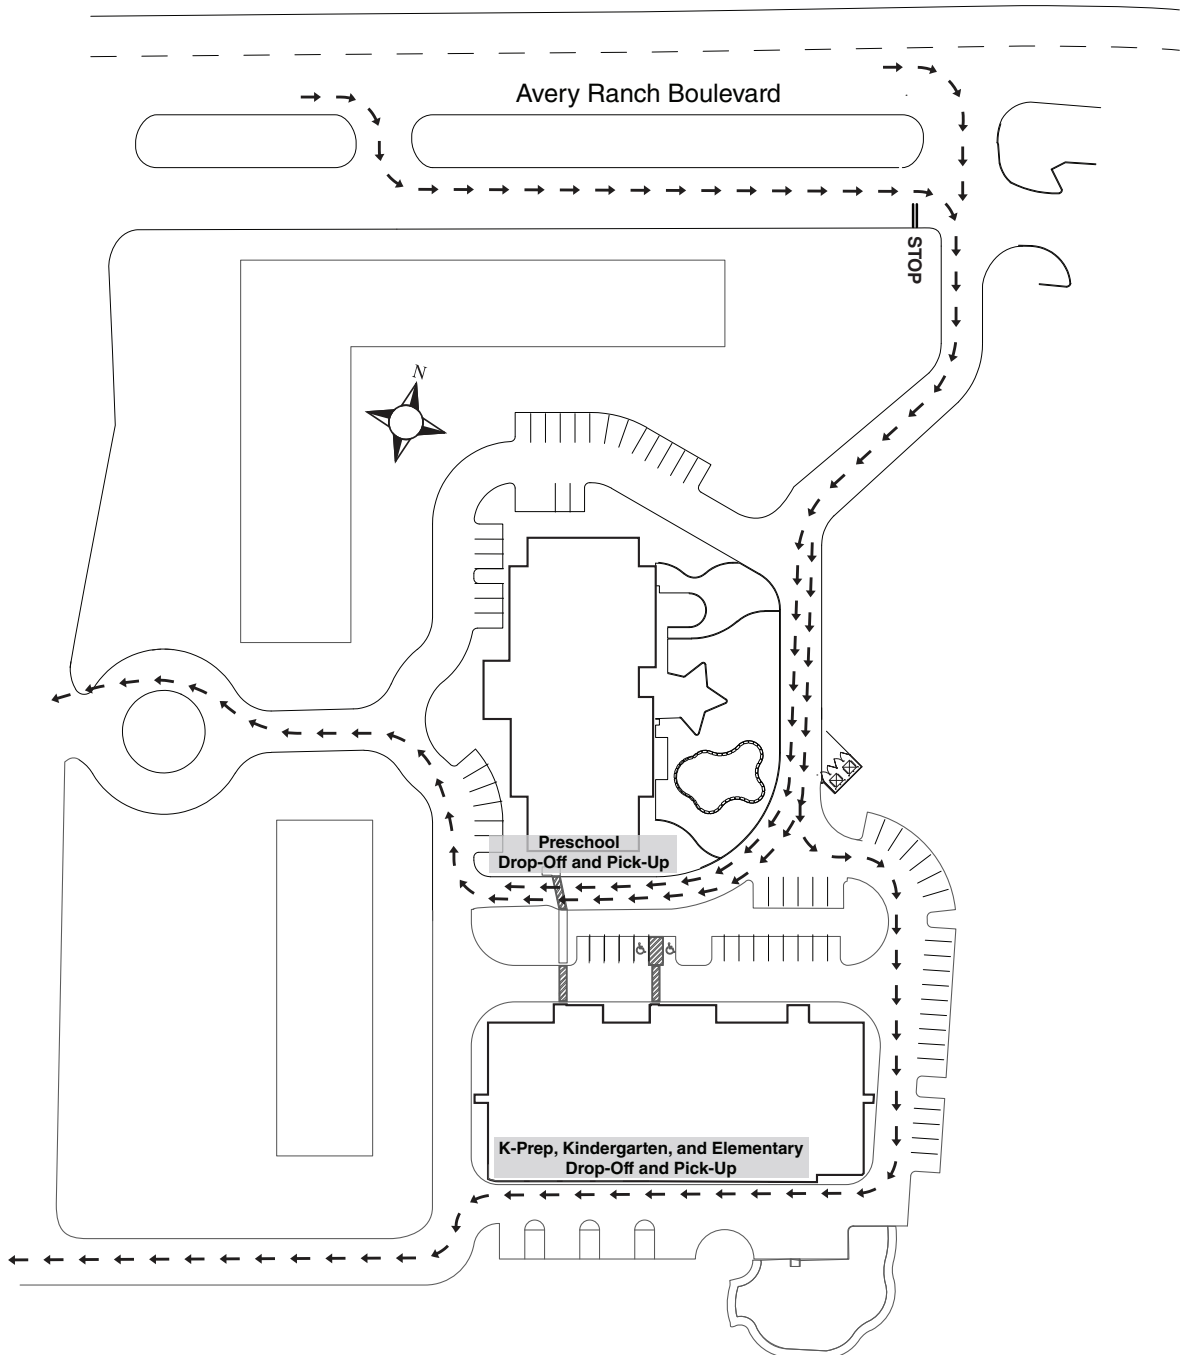 Avery Ranch Boulevard
STOP
N
Preschool
Drop-Off and Pick-Up
K-Prep, Kindergarten, and Elementary
Drop-Off and Pick-Up